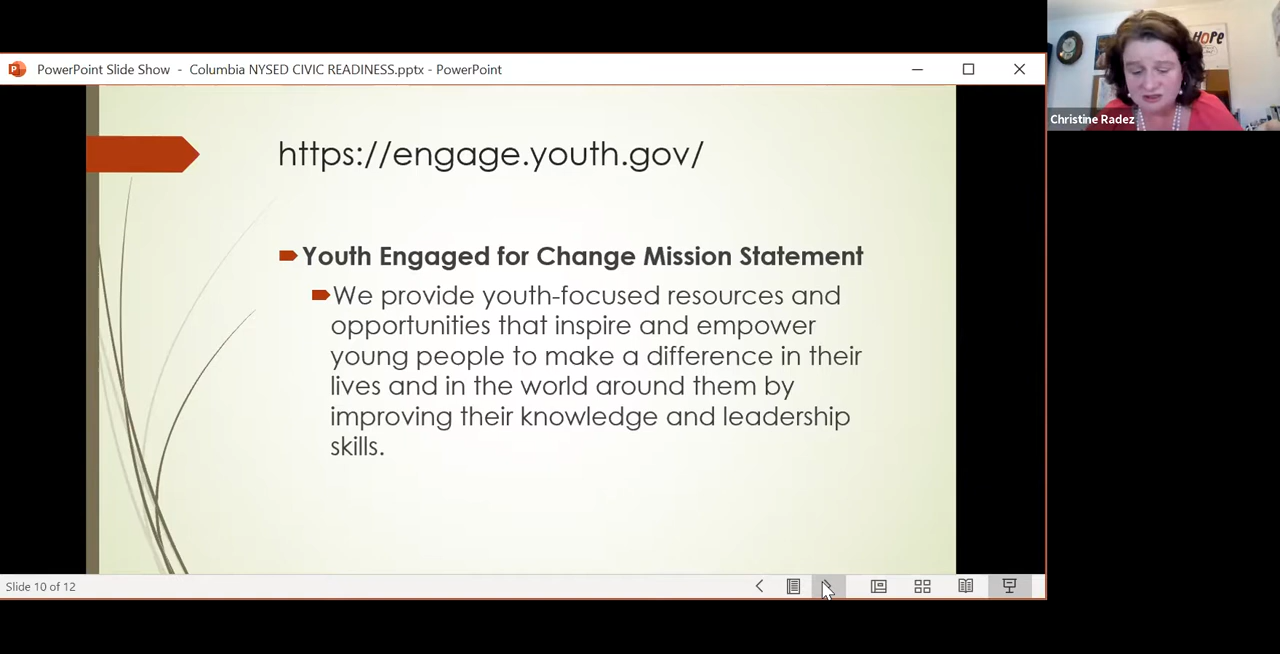 PowerPoint Slide Show - Columbia NYSED CIVIC READINESS.pptx - PowerPoint
HOPE
Christine Radez
https://engage.youth.gov/
Youth Engaged for Change Mission Statement
We provide youth-focused resources and
opportunities that inspire and empower
young people to make a difference in their
lives and in the world around them by
improving their knowledge and leadership
skills.
Slide 10 of 12